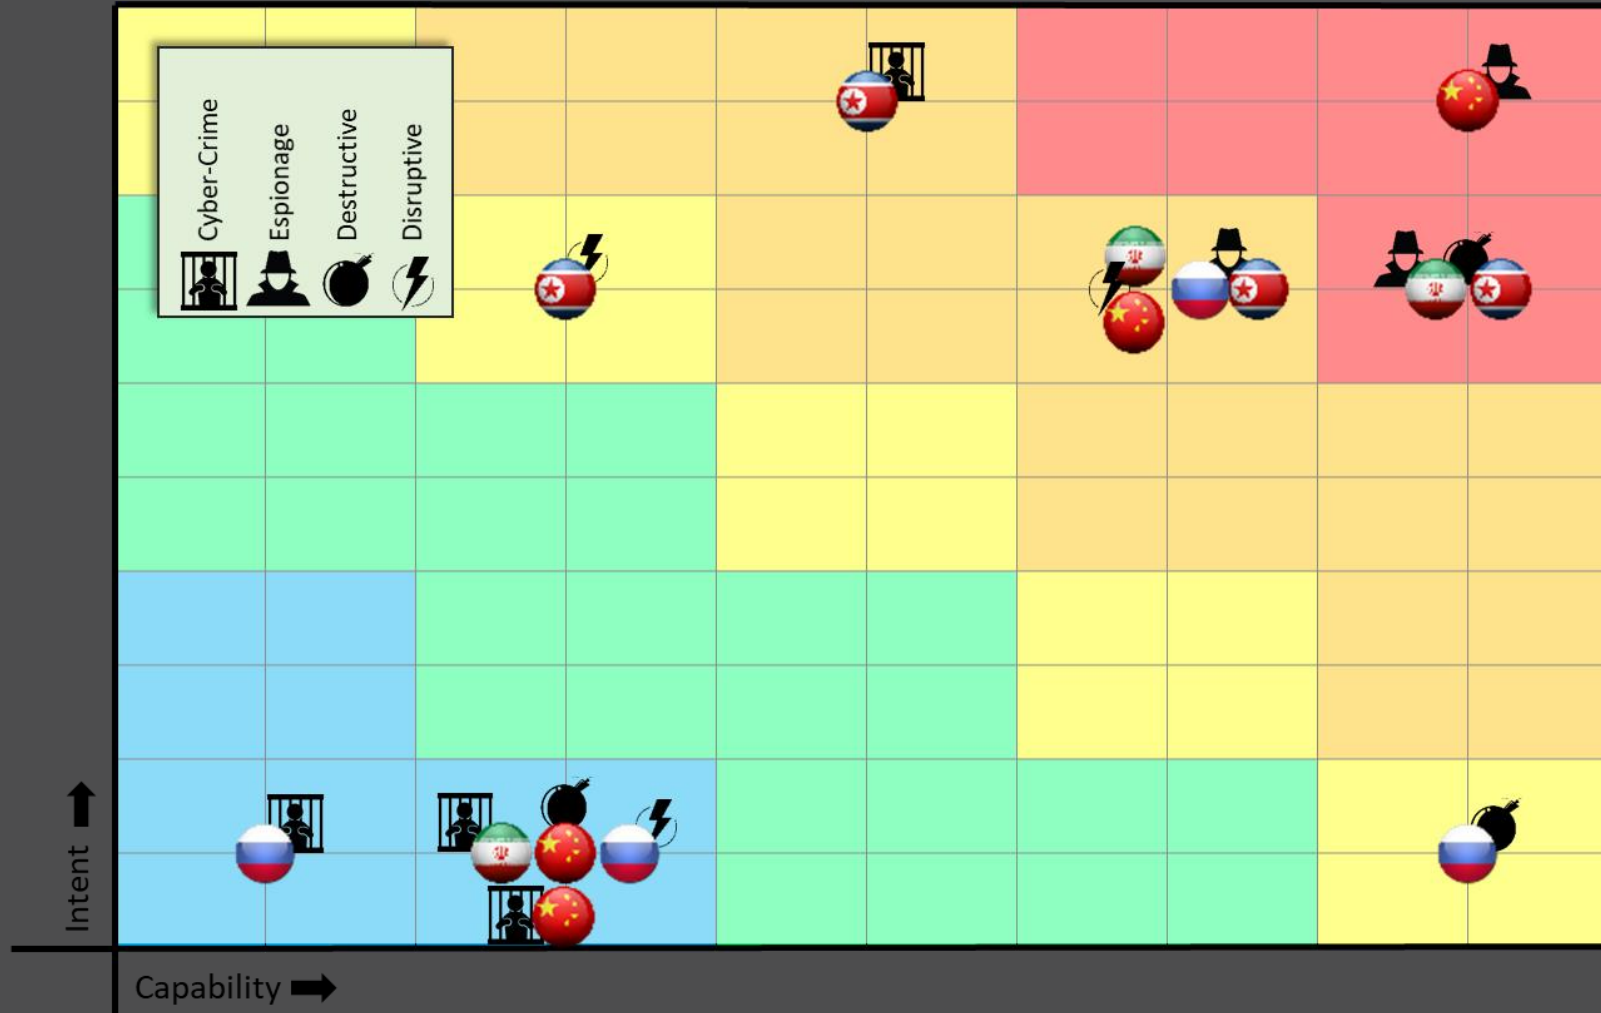 Cyber-Crime
Espionage
Destructive
Disruptive
Intent
Capability